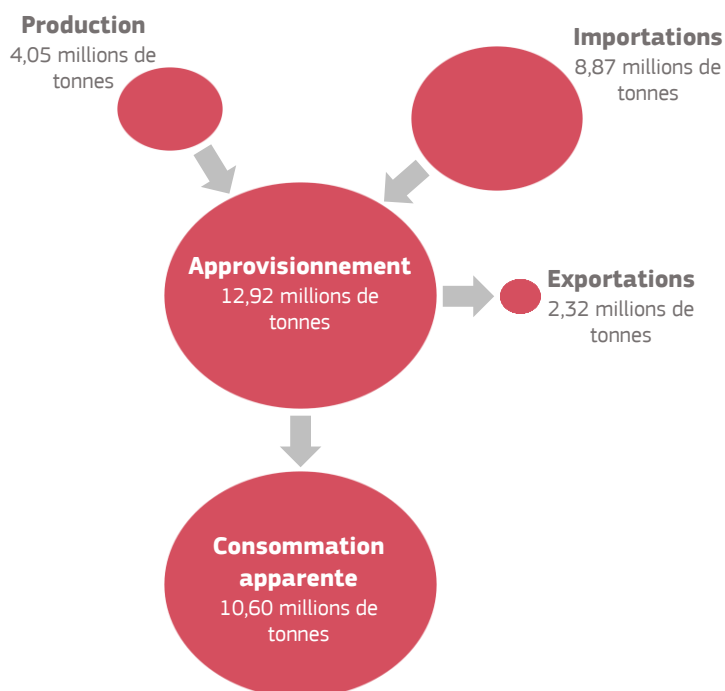 Production
4,05 millions de
tonnes
Importations
8,87 millions de
tonnes
Approvisionnement
12,92 millions de
tonnes
Exportations
2,32 millions de
tonnes
Consommation
apparente
10,60 millions de
tonnes